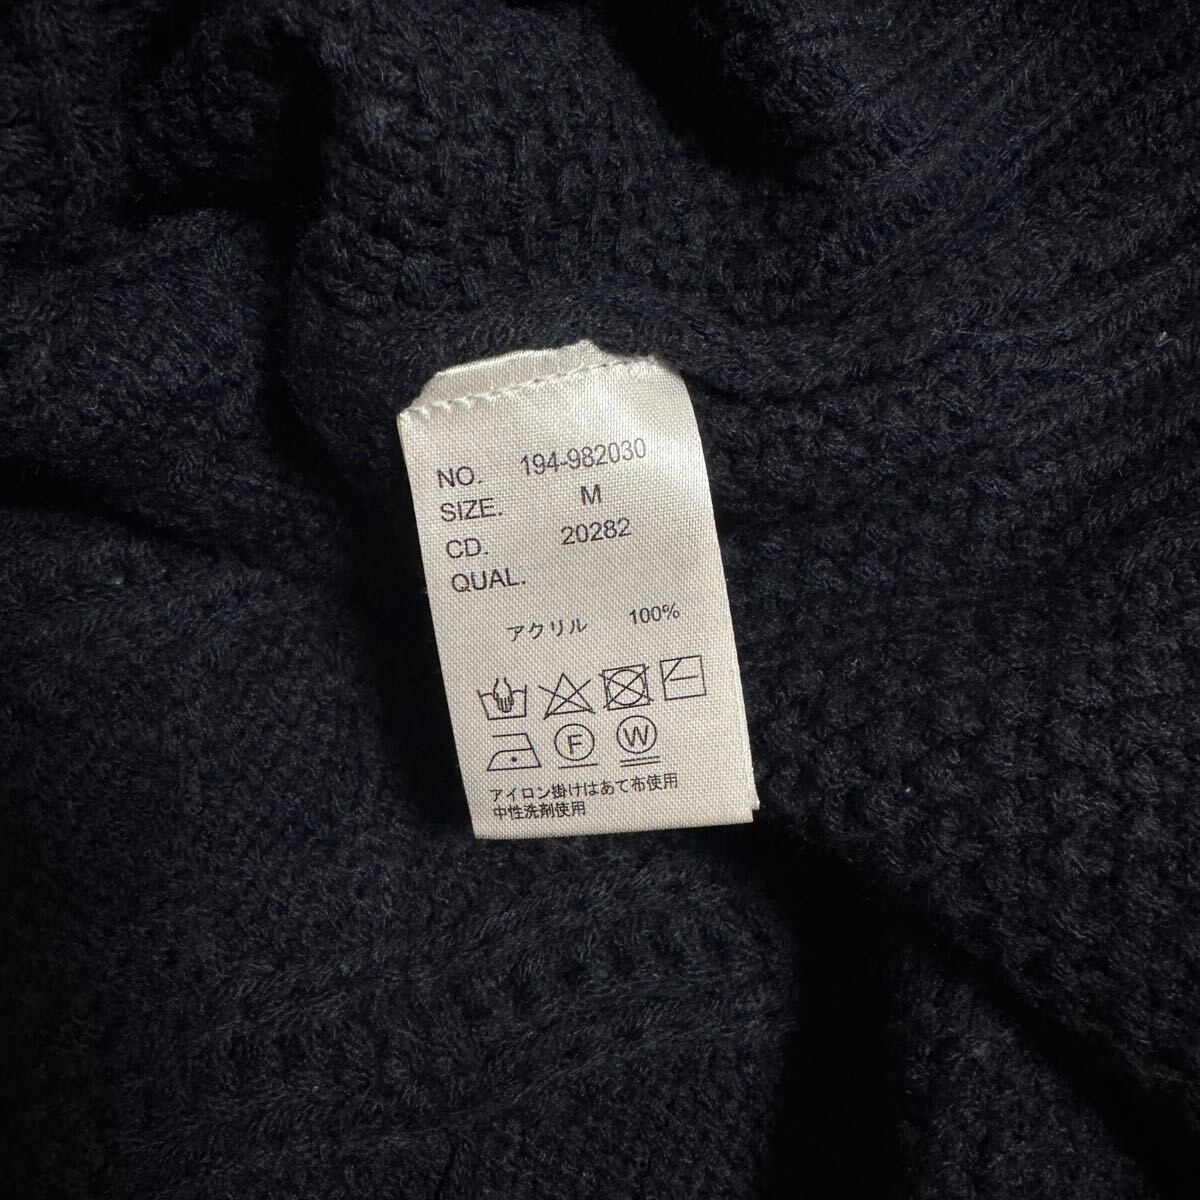 NO. 194-982030
SIZE. M
CD. 20282
QUAL.
アクリル 100%
F W
アイロン掛けはあて布使用
中性洗剤使用